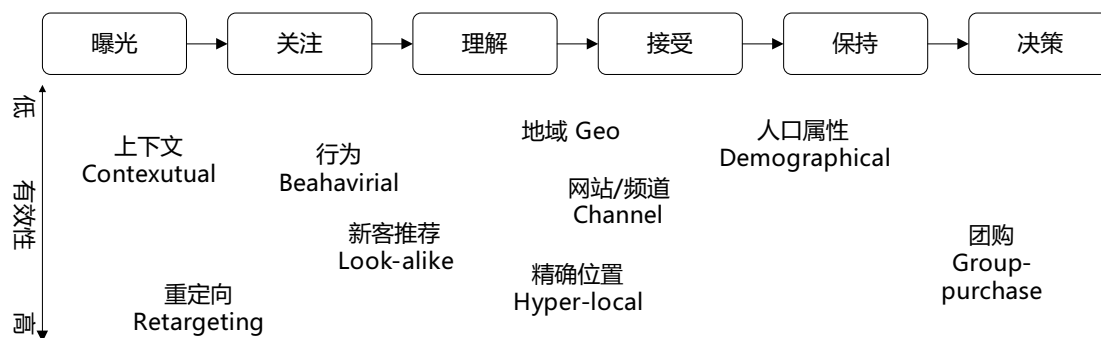 曝光
关注
理解
接受
保持
决策
低
有效性
高
上下文
Contexutual
行为
Beahavirial
地域 Geo
人口属性
Demographical
网站/频道
Channel
新客推荐
Look-alike
团购
Group-
purchase
精确位置
Hyper-local
重定向
Retargeting